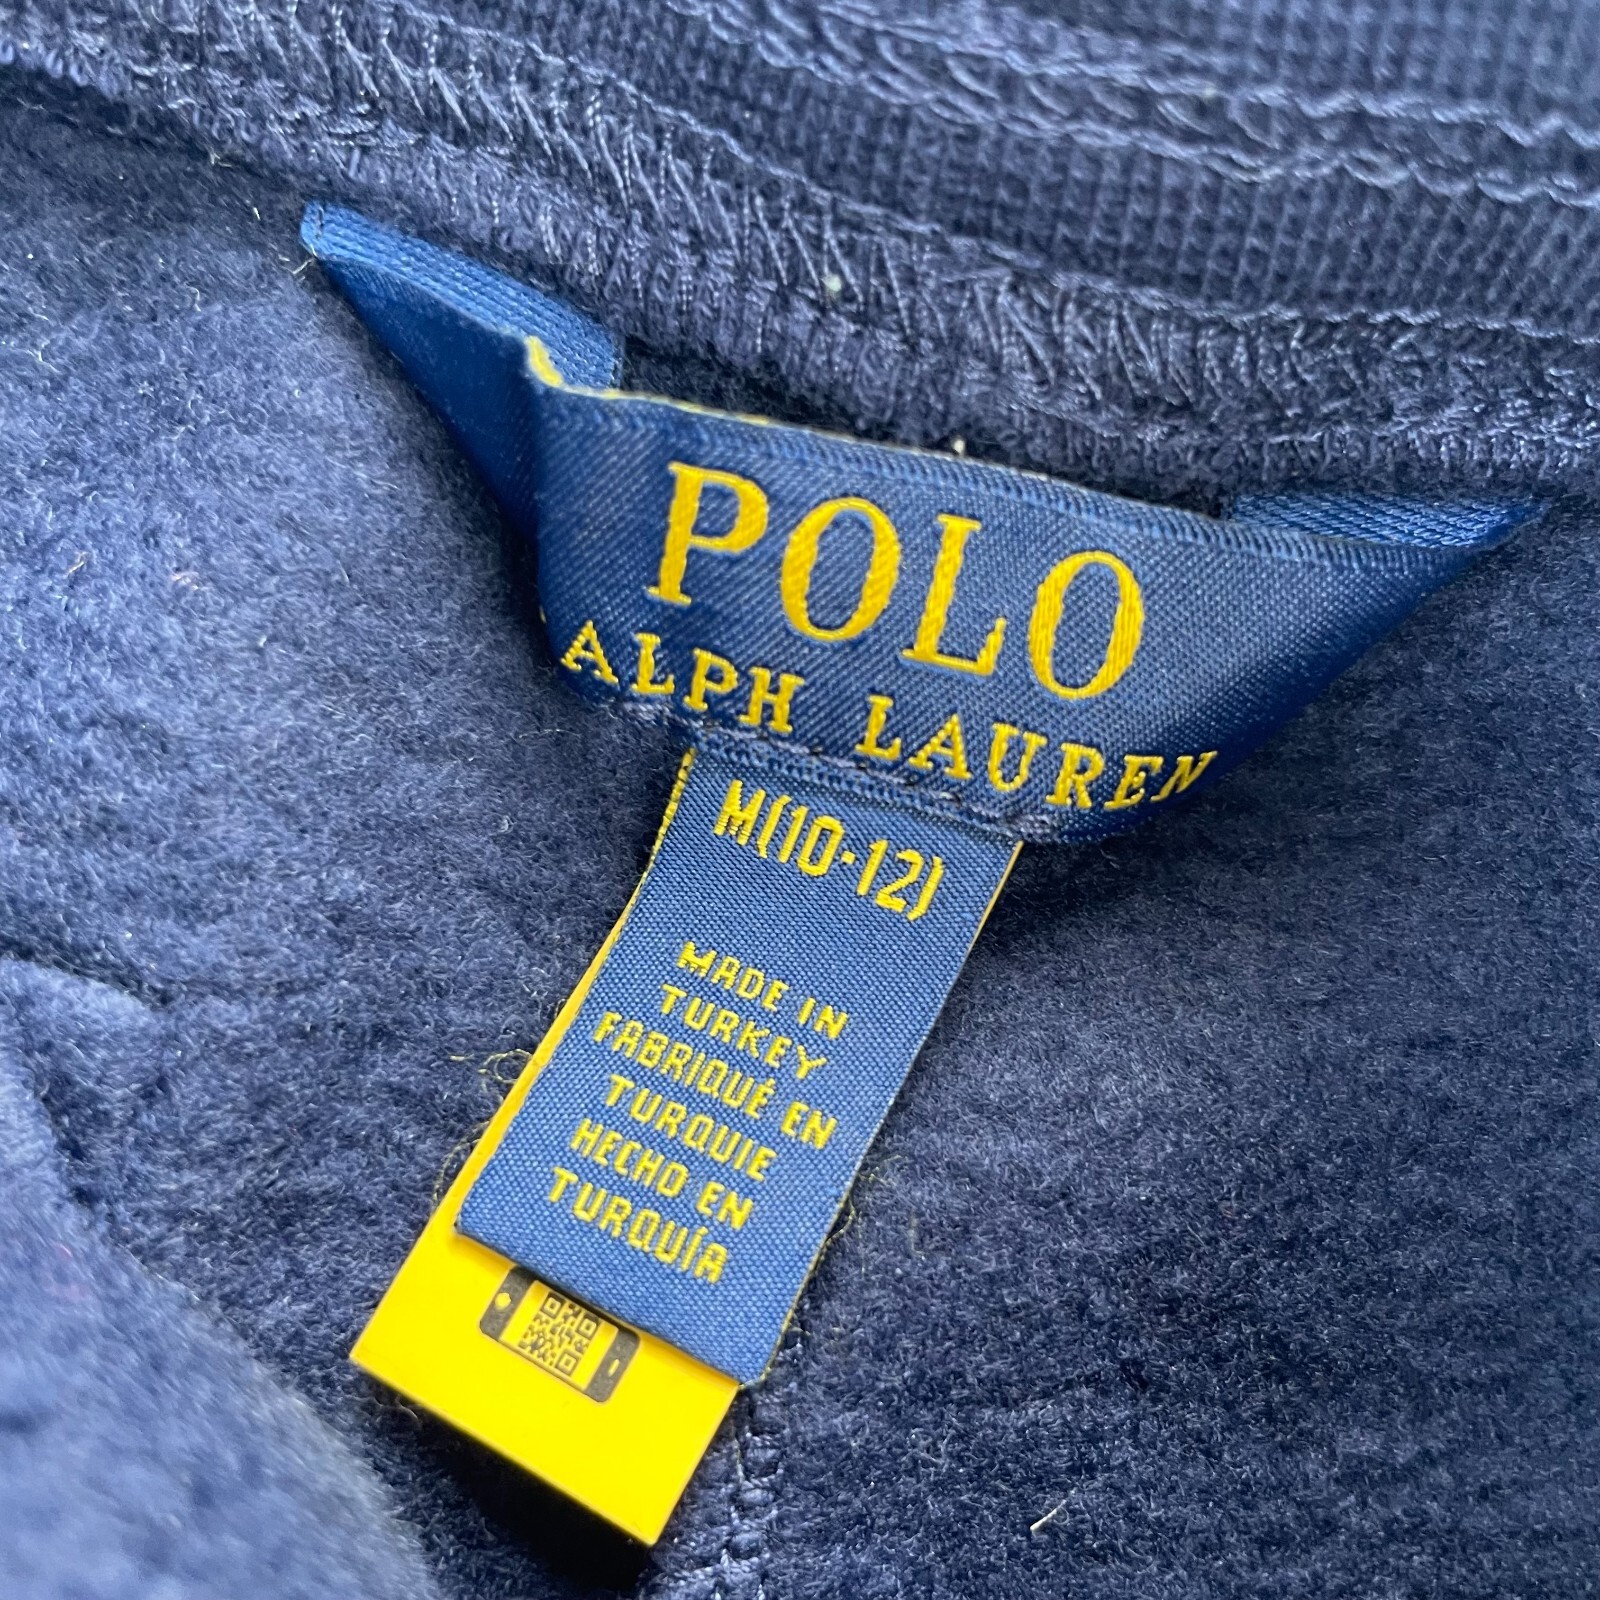 POLO
ALPH LAUREN
M(10-12)
MADE IN
TURKEY
FABRIQUÉ EN
TURQUIE
HECHO EN
TURQUÍA